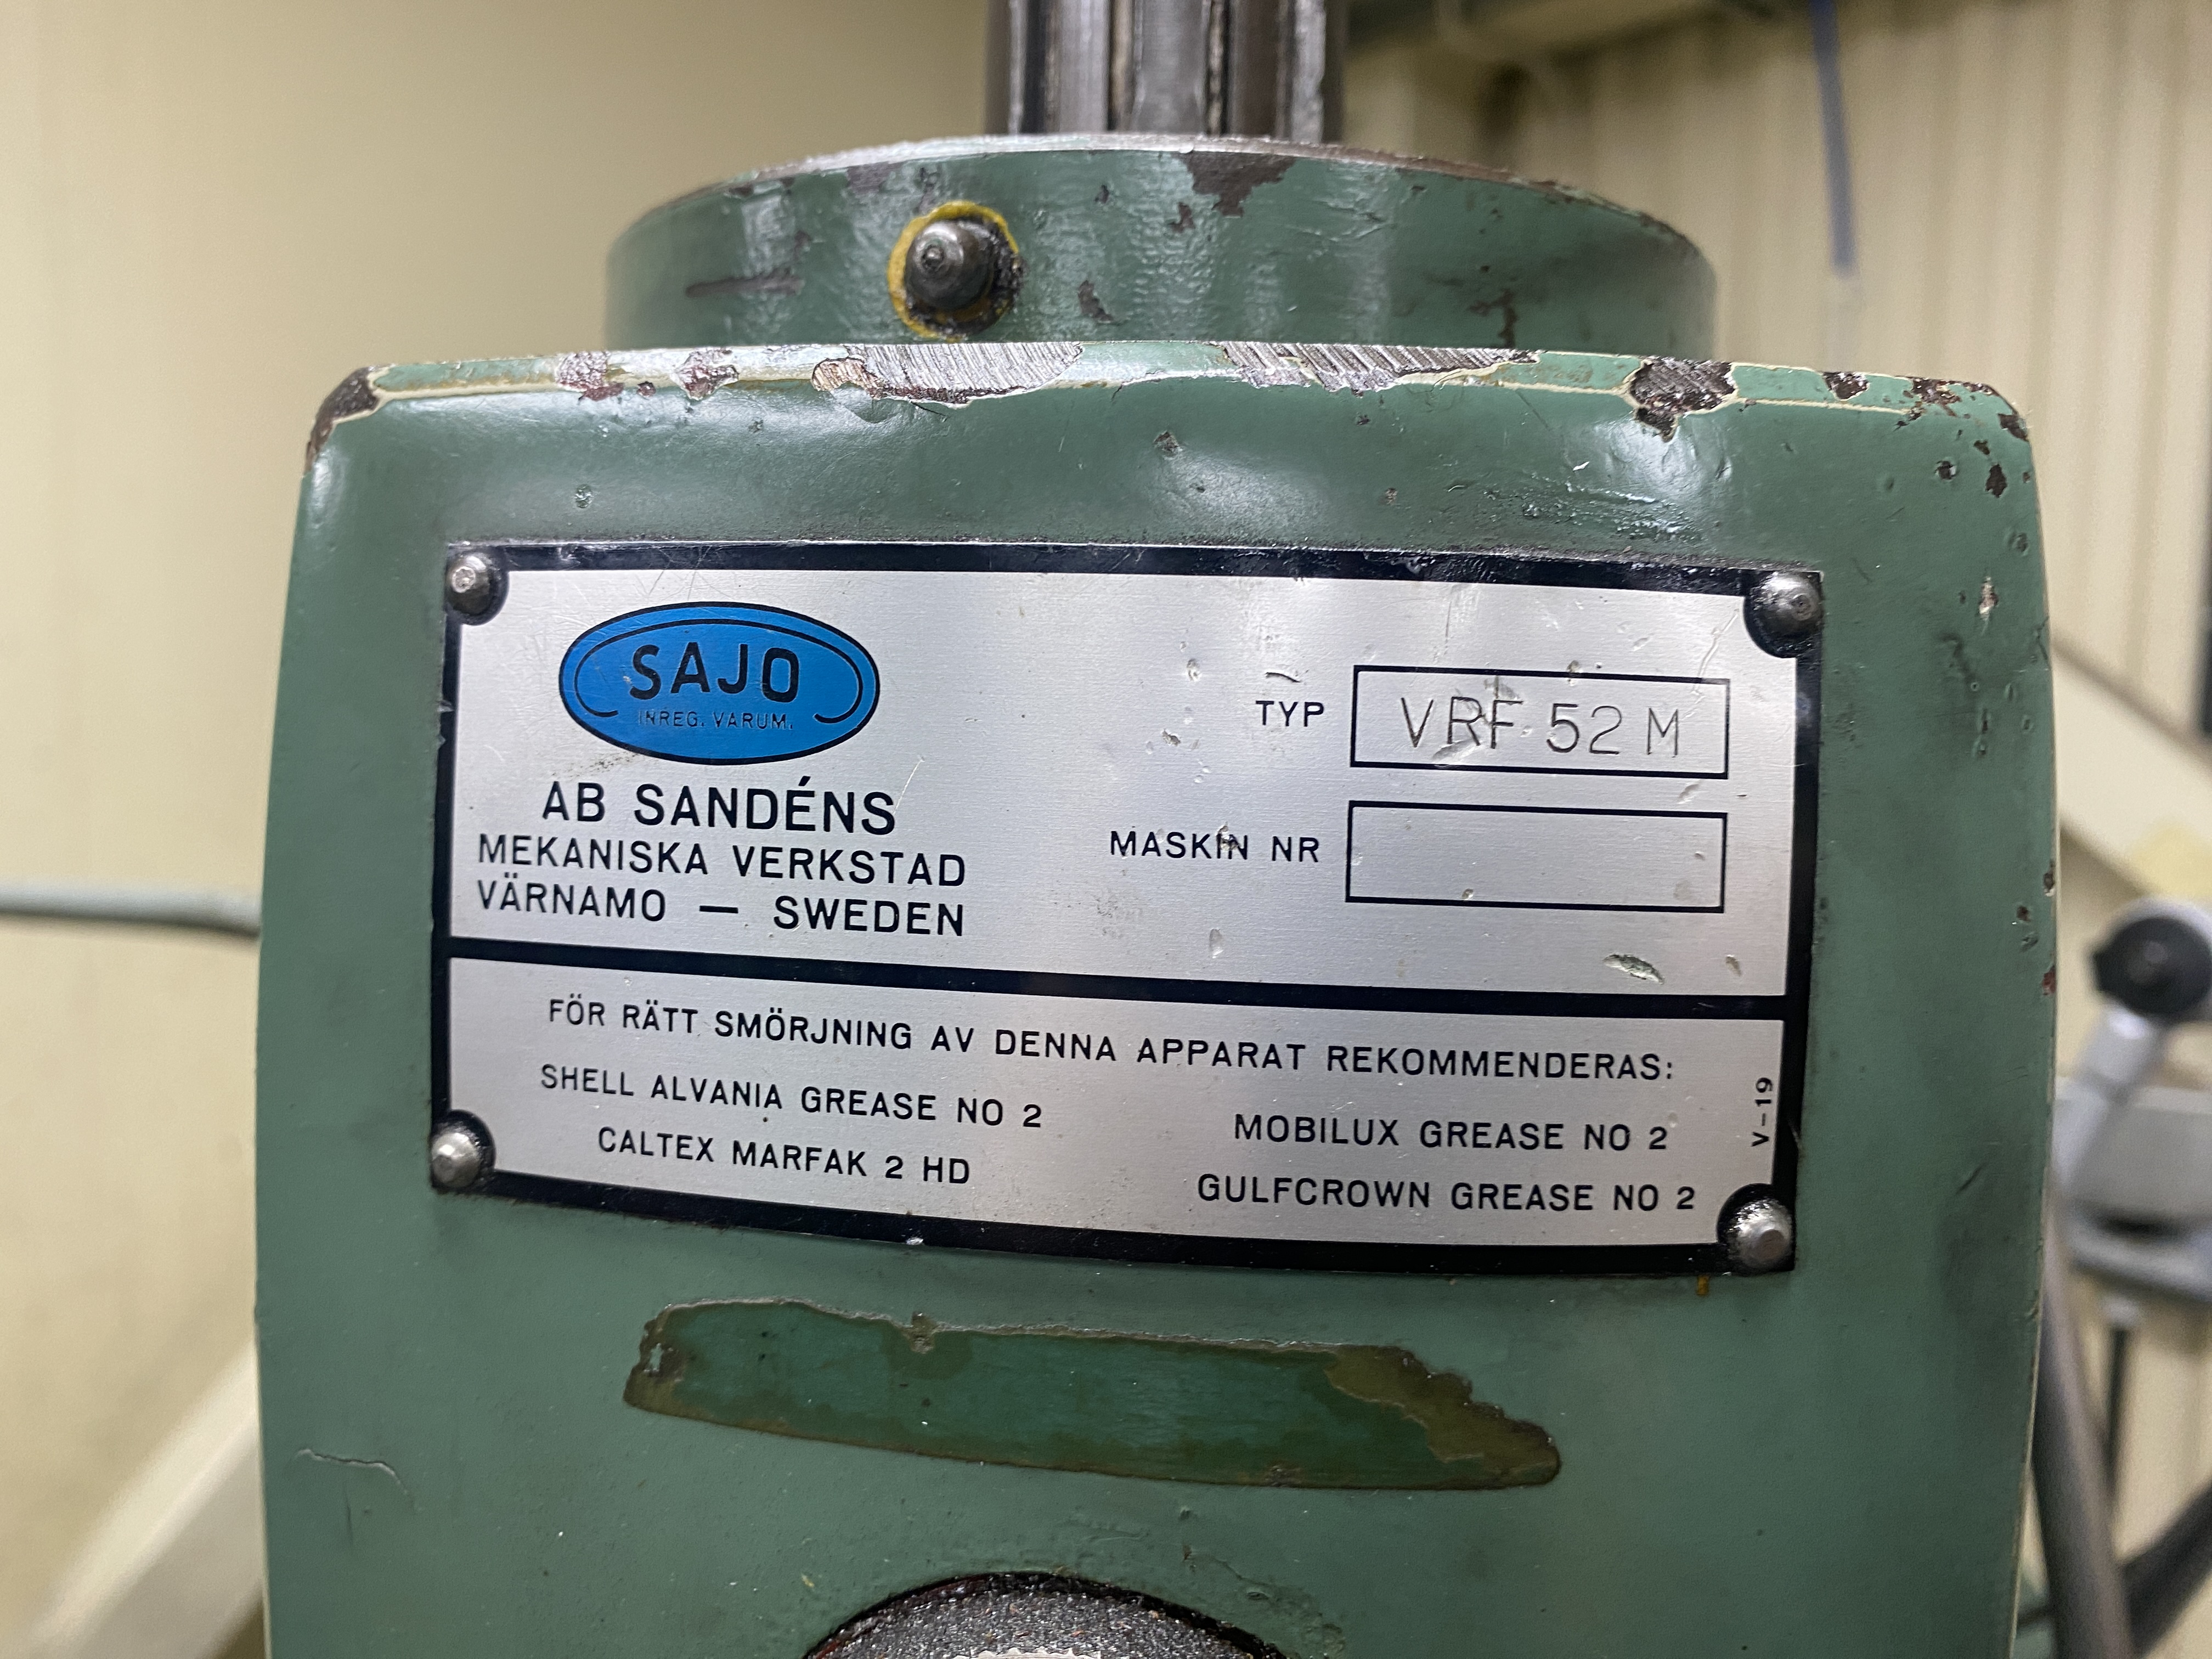 SAJO
INREG. VARUM.
AB SANDÉNS
MEKANISKA VERKSTAD
VÄRNAMO — SWEDEN
TYP VRF 52 M
MASKIN NR
FÖR RÄTT SMÖRJNING AV DENNA APPARAT REKOMMENDERAS:
SHELL ALVANIA GREASE NO 2
CALTEX MARFAK 2 HD
MOBILUX GREASE NO 2
GULFCROWN GREASE NO 2
V-19